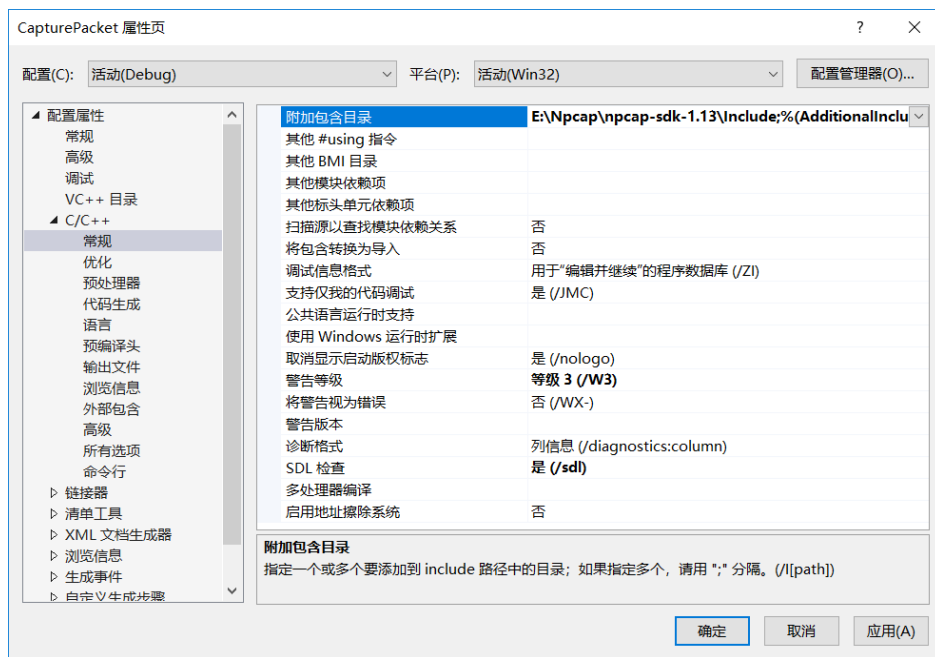 CapturePacket 属性页
配置(C): 活动(Debug) 平台(P): 活动(Win32) 配置管理器(O)...
配置属性
常规
高级
调试
VC++ 目录
C/C++
常规
优化
预处理器
代码生成
语言
预编译头
输出文件
浏览信息
外部包含
高级
所有选项
命令行
链接器
清单工具
XML 文档生成器
浏览信息
生成事件
自定义生成步骤
附加包含目录 E:\Npcap\npcap-sdk-1.13\Include;%(AdditionalInclu
其他 #using 指令
其他 BMI 目录
其他模块依赖项
其他标头单元依赖项
扫描源以查找模块依赖关系 否
将包含转换为导入 否
调试信息格式 用于“编辑并继续”的程序数据库 (/ZI)
支持仅我的代码调试 是 (/JMC)
公共语言运行时支持
使用 Windows 运行时扩展
取消显示启动版权标志 是 (/nologo)
警告等级 等级 3 (/W3)
将警告视为错误 否 (/WX-)
警告版本
诊断格式 列信息 (/diagnostics:column)
SDL 检查 是 (/sdl)
多处理器编译
启用地址擦除系统 否
附加包含目录
指定一个或多个要添加到 include 路径中的目录；如果指定多个，请用 ";" 分隔。(/I[path])
确定 取消 应用(A)